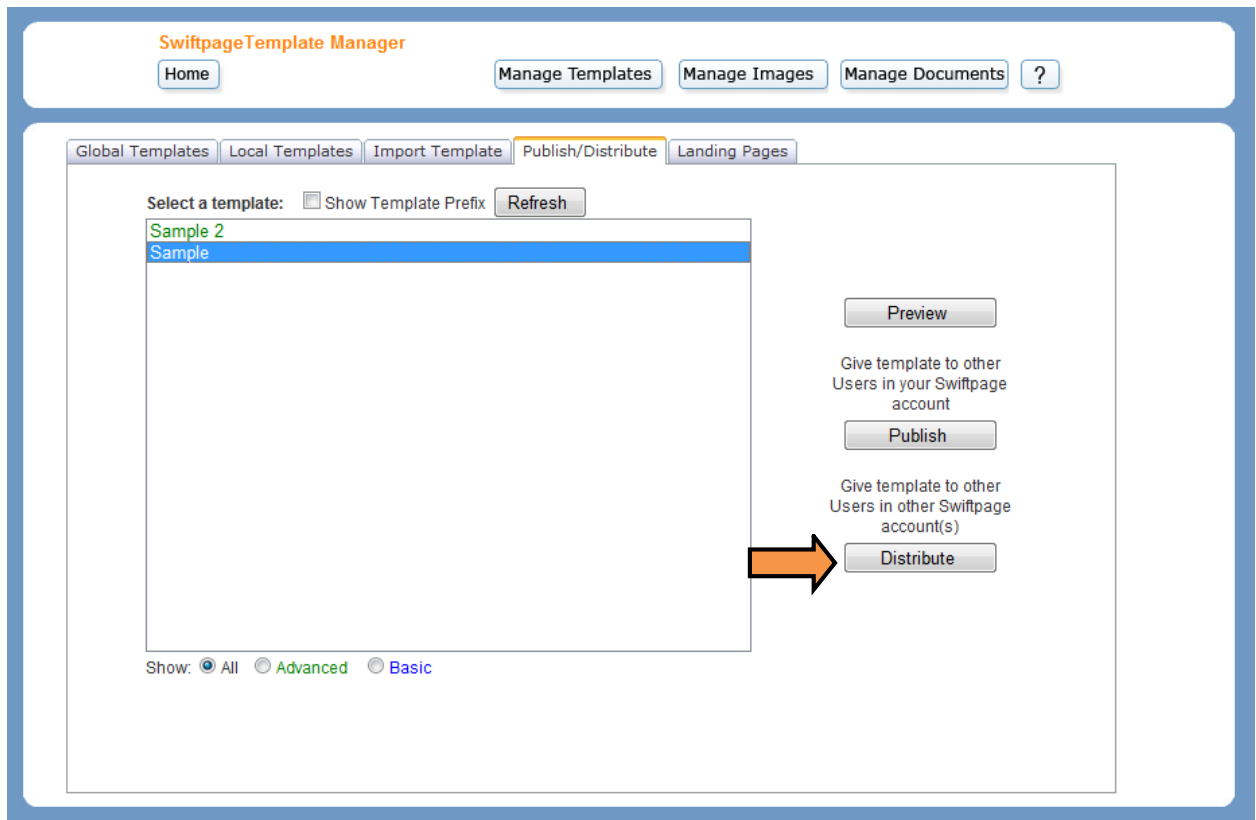 SwiftpageTemplate Manager
Home Manage Templates Manage Images Manage Documents ?
Global Templates Local Templates Import Template Publish/Distribute Landing Pages
Select a template: Show Template Prefix Refresh
Sample 2
Sample
Preview
Give template to other
Users in your Swiftpage
account
Publish
Give template to other
Users in other Swiftpage
account(s)
Distribute
Show: All Advanced Basic